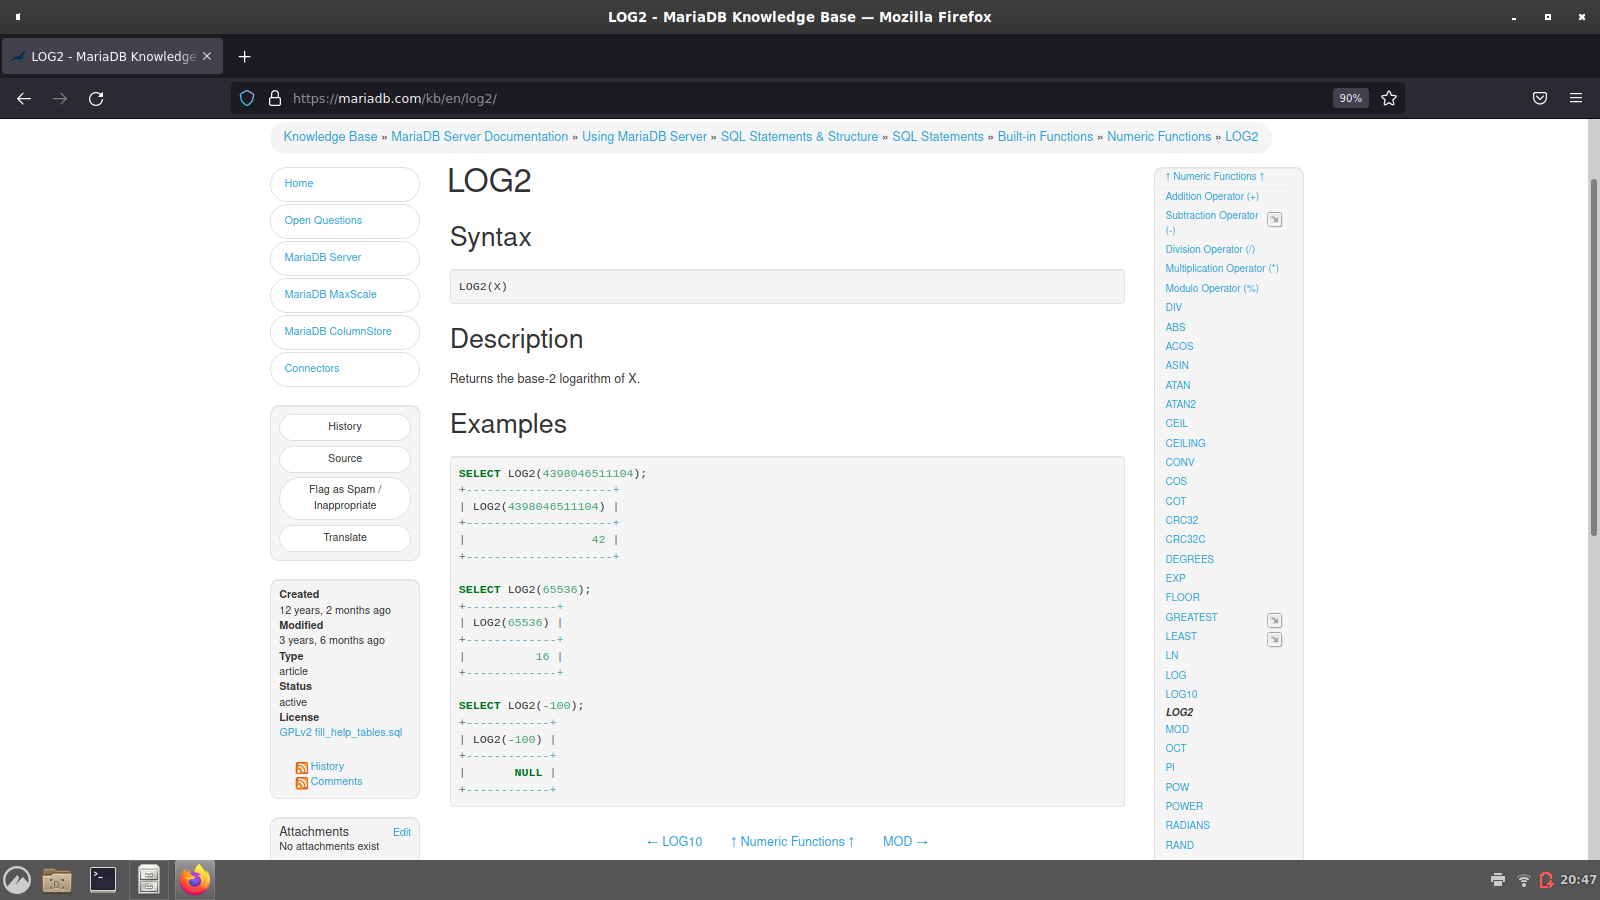 LOG2 - MariaDB Knowledge Base — Mozilla Firefox
LOG2 - MariaDB Knowledge
https://mariadb.com/kb/en/log2/
90%
Knowledge Base » MariaDB Server Documentation » Using MariaDB Server » SQL Statements & Structure » SQL Statements » Built-in Functions » Numeric Functions » LOG2
Home
Open Questions
MariaDB Server
MariaDB MaxScale
MariaDB ColumnStore
Connectors
History
Source
Flag as Spam /
Inappropriate
Translate
Created
12 years, 2 months ago
Modified
3 years, 6 months ago
Type
article
Status
active
License
GPLv2 fill_help_tables.sql
History
Comments
Attachments Edit
No attachments exist
LOG2
Syntax
LOG2(X)
Description
Returns the base-2 logarithm of X.
Examples
SELECT LOG2(4398046511104);
+---------------------+
| LOG2(4398046511104) |
+---------------------+
|                  42 |
+---------------------+
SELECT LOG2(65536);
+-------------+
| LOG2(65536) |
+-------------+
|          16 |
+-------------+
SELECT LOG2(-100);
+------------+
| LOG2(-100) |
+------------+
|       NULL |
+------------+
← LOG10 ↑ Numeric Functions ↑ MOD →
↑ Numeric Functions ↑
Addition Operator (+)
Subtraction Operator
(-)
Division Operator (/)
Multiplication Operator (*)
Modulo Operator (%)
DIV
ABS
ACOS
ASIN
ATAN
ATAN2
CEIL
CEILING
CONV
COS
COT
CRC32
CRC32C
DEGREES
EXP
FLOOR
GREATEST
LEAST
LN
LOG
LOG10
LOG2
MOD
OCT
PI
POW
POWER
RADIANS
RAND
20:47